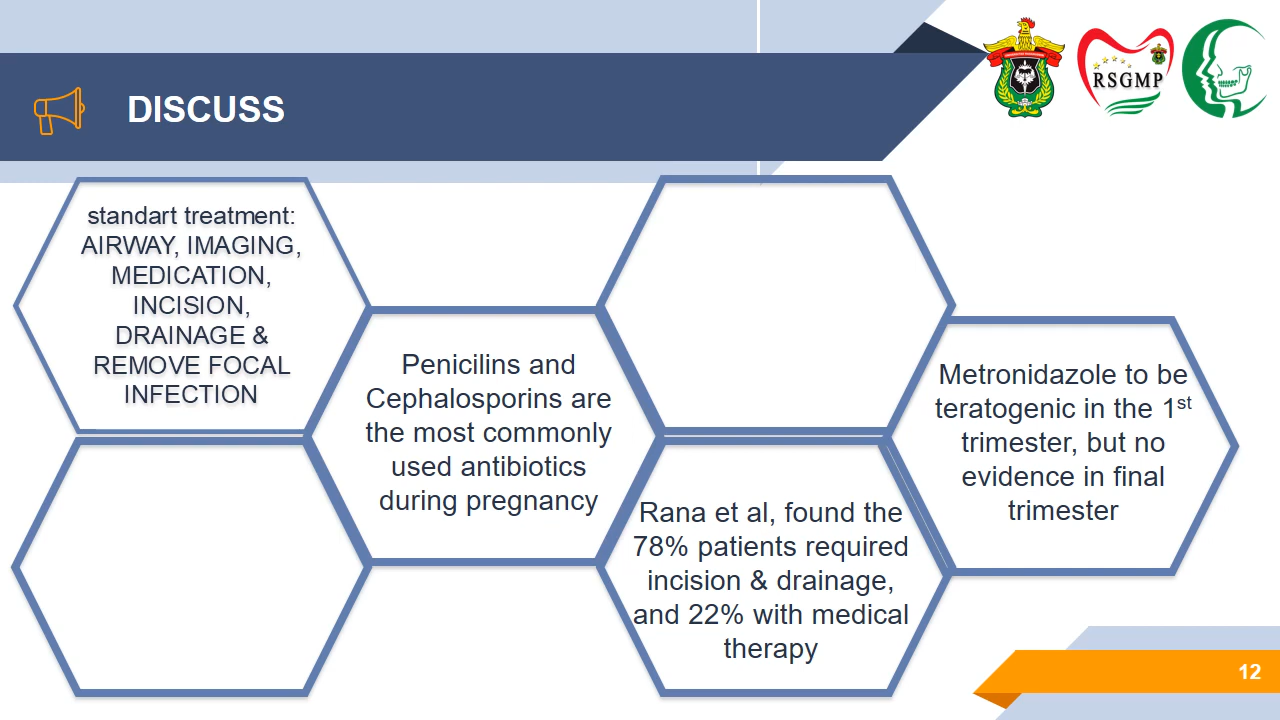 DISCUSS
RSGMP
standart treatment:
AIRWAY, IMAGING,
MEDICATION,
INCISION,
DRAINAGE &
REMOVE FOCAL
INFECTION
Penicilins and
Cephalosporins are
the most commonly
used antibiotics
during pregnancy
Rana et al, found the
78% patients required
incision & drainage,
and 22% with medical
therapy
Metronidazole to be
teratogenic in the 1st
trimester, but no
evidence in final
trimester
12